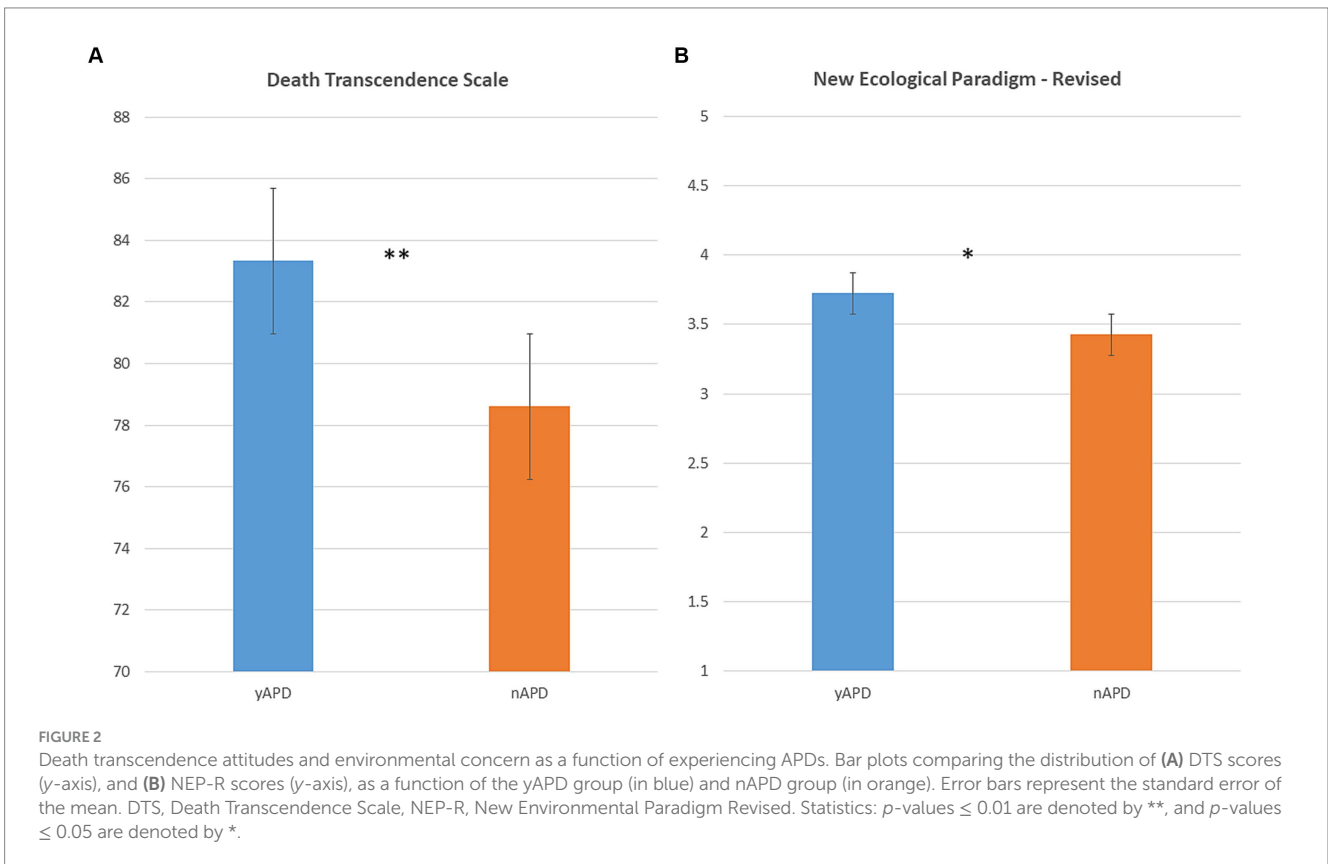 A
Death Transcendence Scale
88
86
84
82
80
78
76
74
72
70
**
yAPD
nAPD
B
New Ecological Paradigm - Revised
5
4.5
4
3.5
3
2.5
2
1.5
1
*
yAPD
nAPD
FIGURE 2
Death transcendence attitudes and environmental concern as a function of experiencing APDs. Bar plots comparing the distribution of (A) DTS scores
(y-axis), and (B) NEP-R scores (y-axis), as a function of the yAPD group (in blue) and nAPD group (in orange). Error bars represent the standard error of
the mean. DTS, Death Transcendence Scale, NEP-R, New Environmental Paradigm Revised. Statistics: p-values ≤ 0.01 are denoted by **, and p-values
≤ 0.05 are denoted by *.